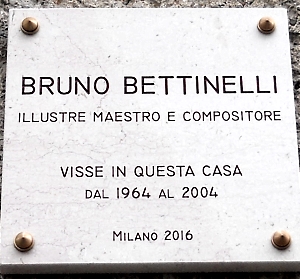 BRUNO BETTINELLI
ILLUSTRE MAESTRO E COMPOSITORE
VISSE IN QUESTA CASA
DAL 1964 AL 2004
MILANO 2016